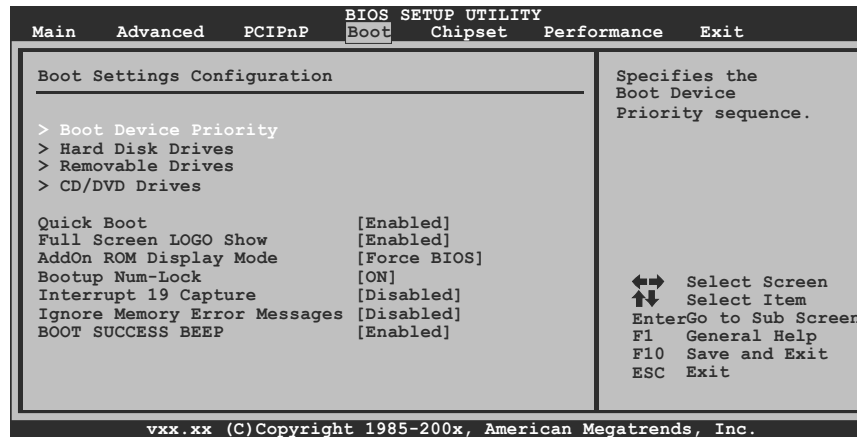 BIOS SETUP UTILITY
Main Advanced PCIPnP Boot Chipset Performance Exit
Boot Settings Configuration
> Boot Device Priority
> Hard Disk Drives
> Removable Drives
> CD/DVD Drives
Quick Boot [Enabled]
Full Screen LOGO Show [Enabled]
AddOn ROM Display Mode [Force BIOS]
Bootup Num-Lock [ON]
Interrupt 19 Capture [Disabled]
Ignore Memory Error Messages [Disabled]
BOOT SUCCESS BEEP [Enabled]
Specifies the
Boot Device
Priority sequence.
Select Screen
Select Item
EnterGo to Sub Screen
F1 General Help
F10 Save and Exit
ESC Exit
vxx.xx (C)Copyright 1985-200x, American Megatrends, Inc.